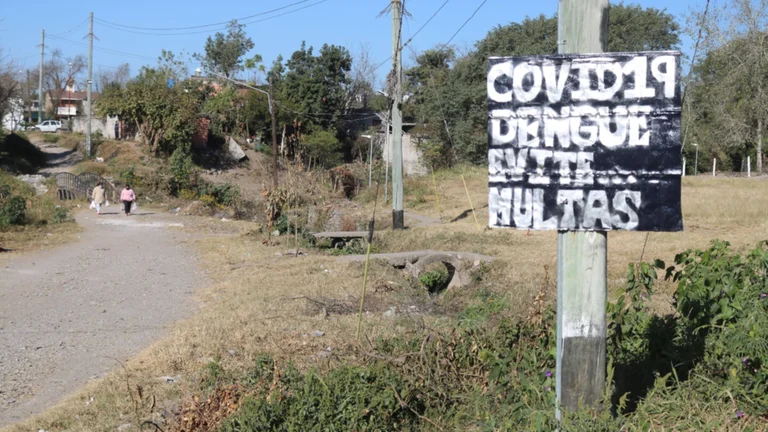 COVID19
DENGUE
EVITE...
MULTAS